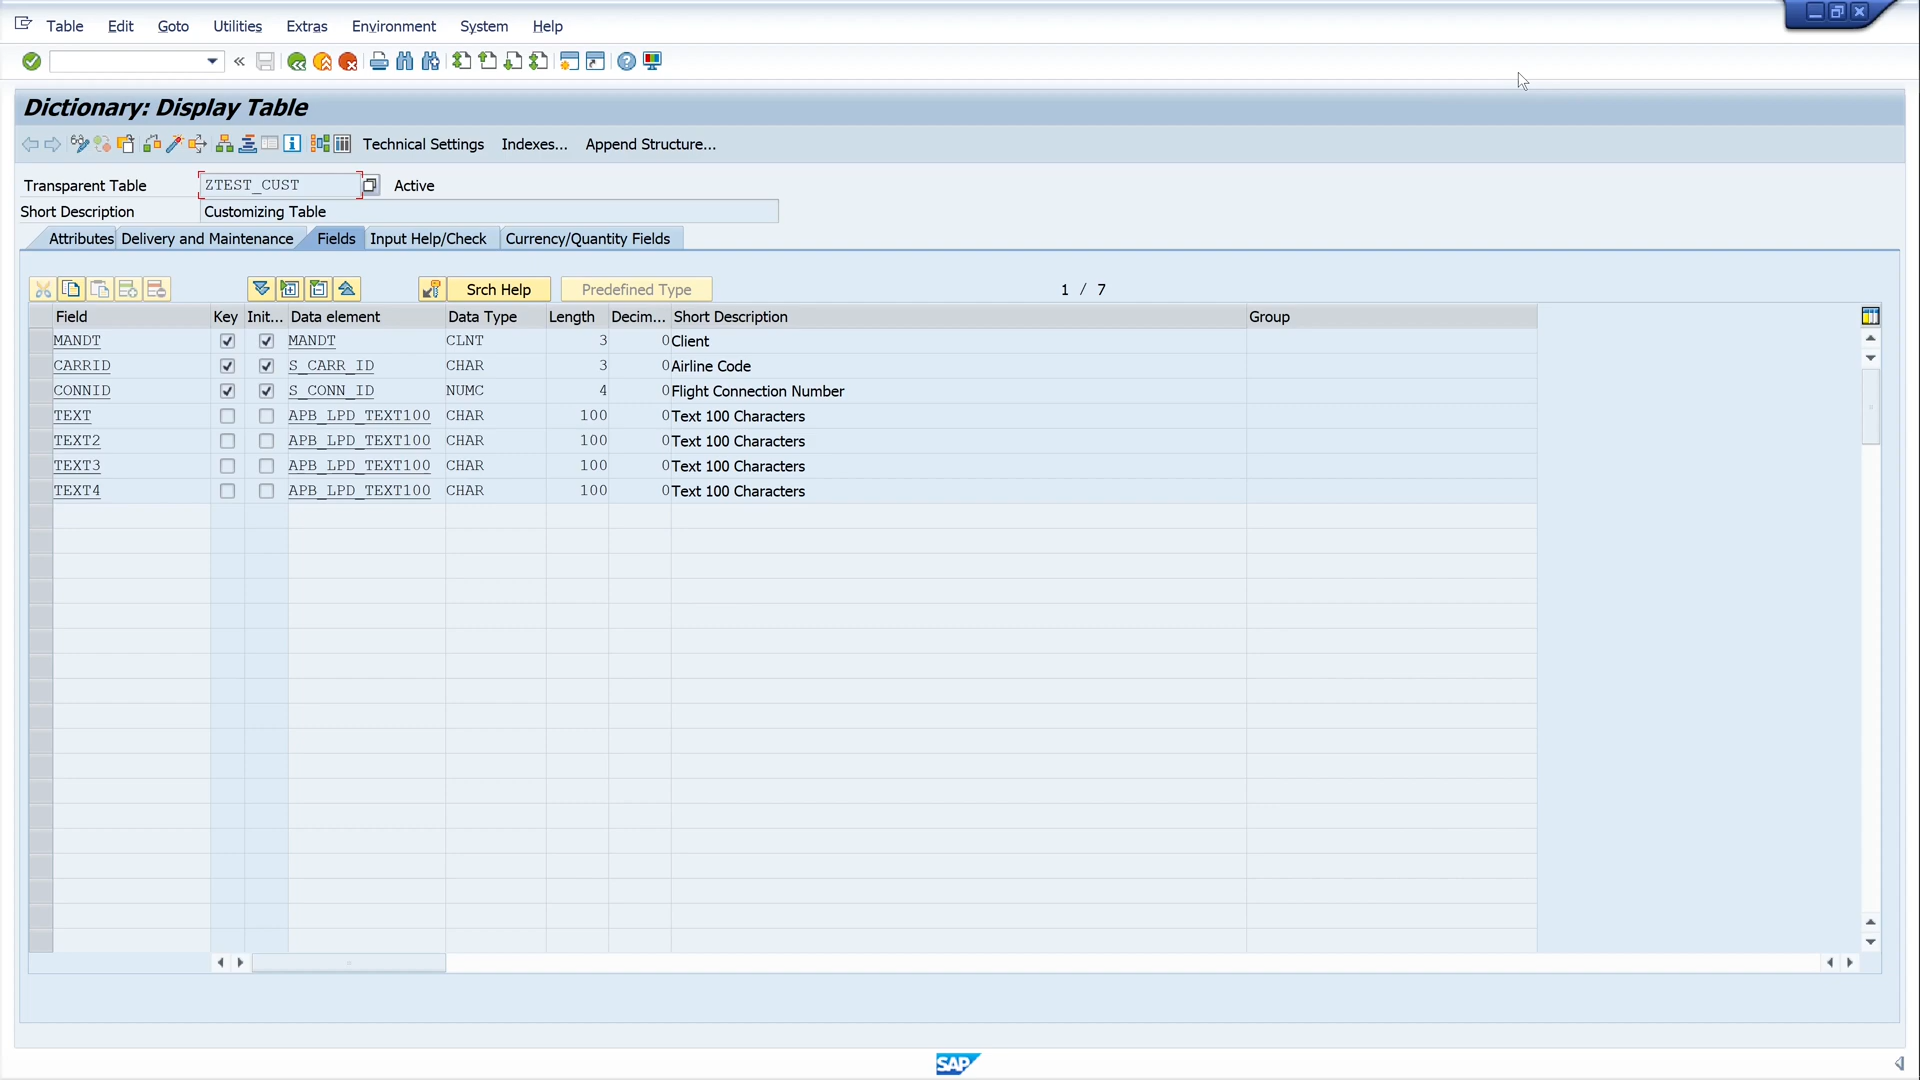 Table Edit Goto Utilities Extras Environment System Help
Dictionary: Display Table
Technical Settings Indexes... Append Structure...
Transparent Table ZTEST_CUST Active
Short Description Customizing Table
Attributes Delivery and Maintenance Fields Input Help/Check Currency/Quantity Fields
Srch Help Predefined Type 1 / 7
Field Key Init... Data element Data Type Length Decim... Short Description Group
MANDT MANDT CLNT 3 0 Client
CARRID S_CARR_ID CHAR 3 0 Airline Code
CONNID S_CONN_ID NUMC 4 0 Flight Connection Number
TEXT APB_LPD_TEXT100 CHAR 100 0 Text 100 Characters
TEXT2 APB_LPD_TEXT100 CHAR 100 0 Text 100 Characters
TEXT3 APB_LPD_TEXT100 CHAR 100 0 Text 100 Characters
TEXT4 APB_LPD_TEXT100 CHAR 100 0 Text 100 Characters
SAP